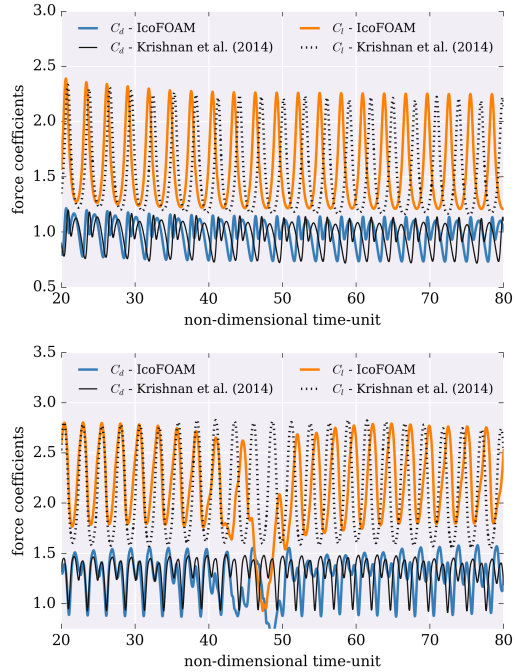 3.0
C_d - IcoFOAM C_l - IcoFOAM
C_d - Krishnan et al. (2014) C_l - Krishnan et al. (2014)
2.5
2.0
1.5
1.0
0.5
force coefficients
20 30 40 50 60 70 80
non-dimensional time-unit
3.5
C_d - IcoFOAM C_l - IcoFOAM
C_d - Krishnan et al. (2014) C_l - Krishnan et al. (2014)
3.0
2.5
2.0
1.5
1.0
force coefficients
20 30 40 50 60 70 80
non-dimensional time-unit